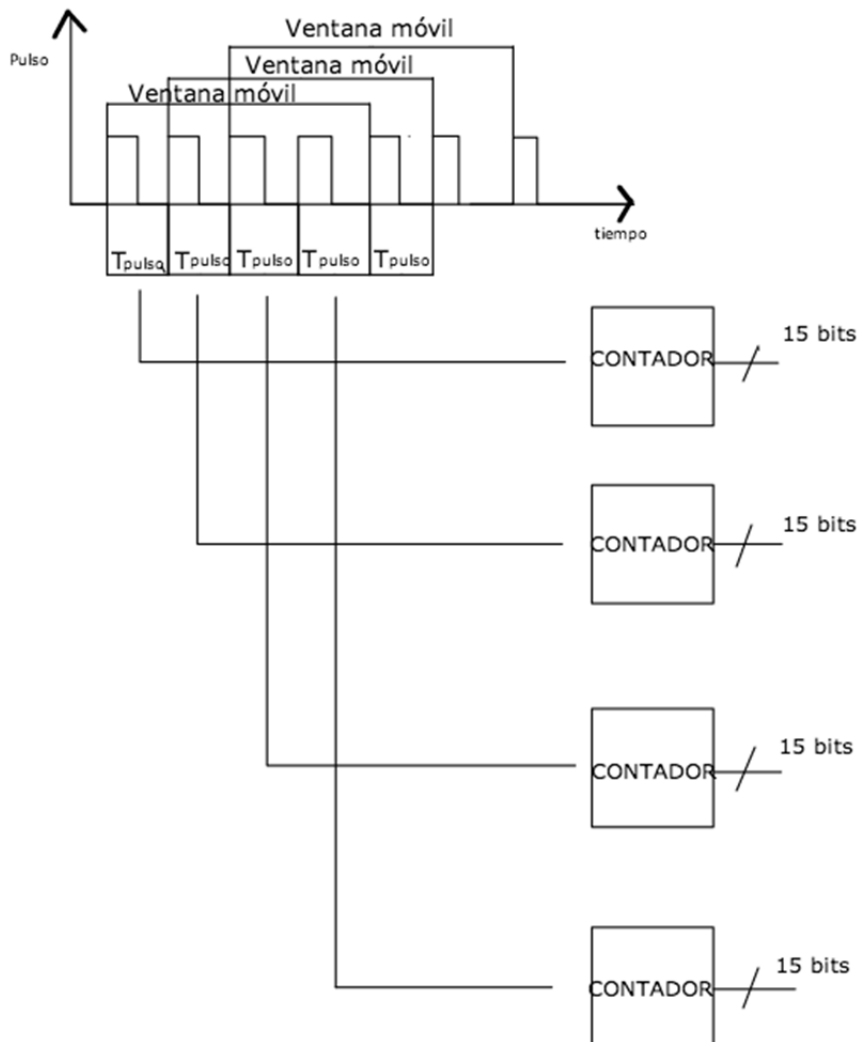 Ventana móvil
Pulso
Ventana móvil
Ventana móvil
tiempo
Tpulso Tpulso Tpulso Tpulso Tpulso
15 bits
CONTADOR
15 bits
CONTADOR
15 bits
CONTADOR
15 bits
CONTADOR